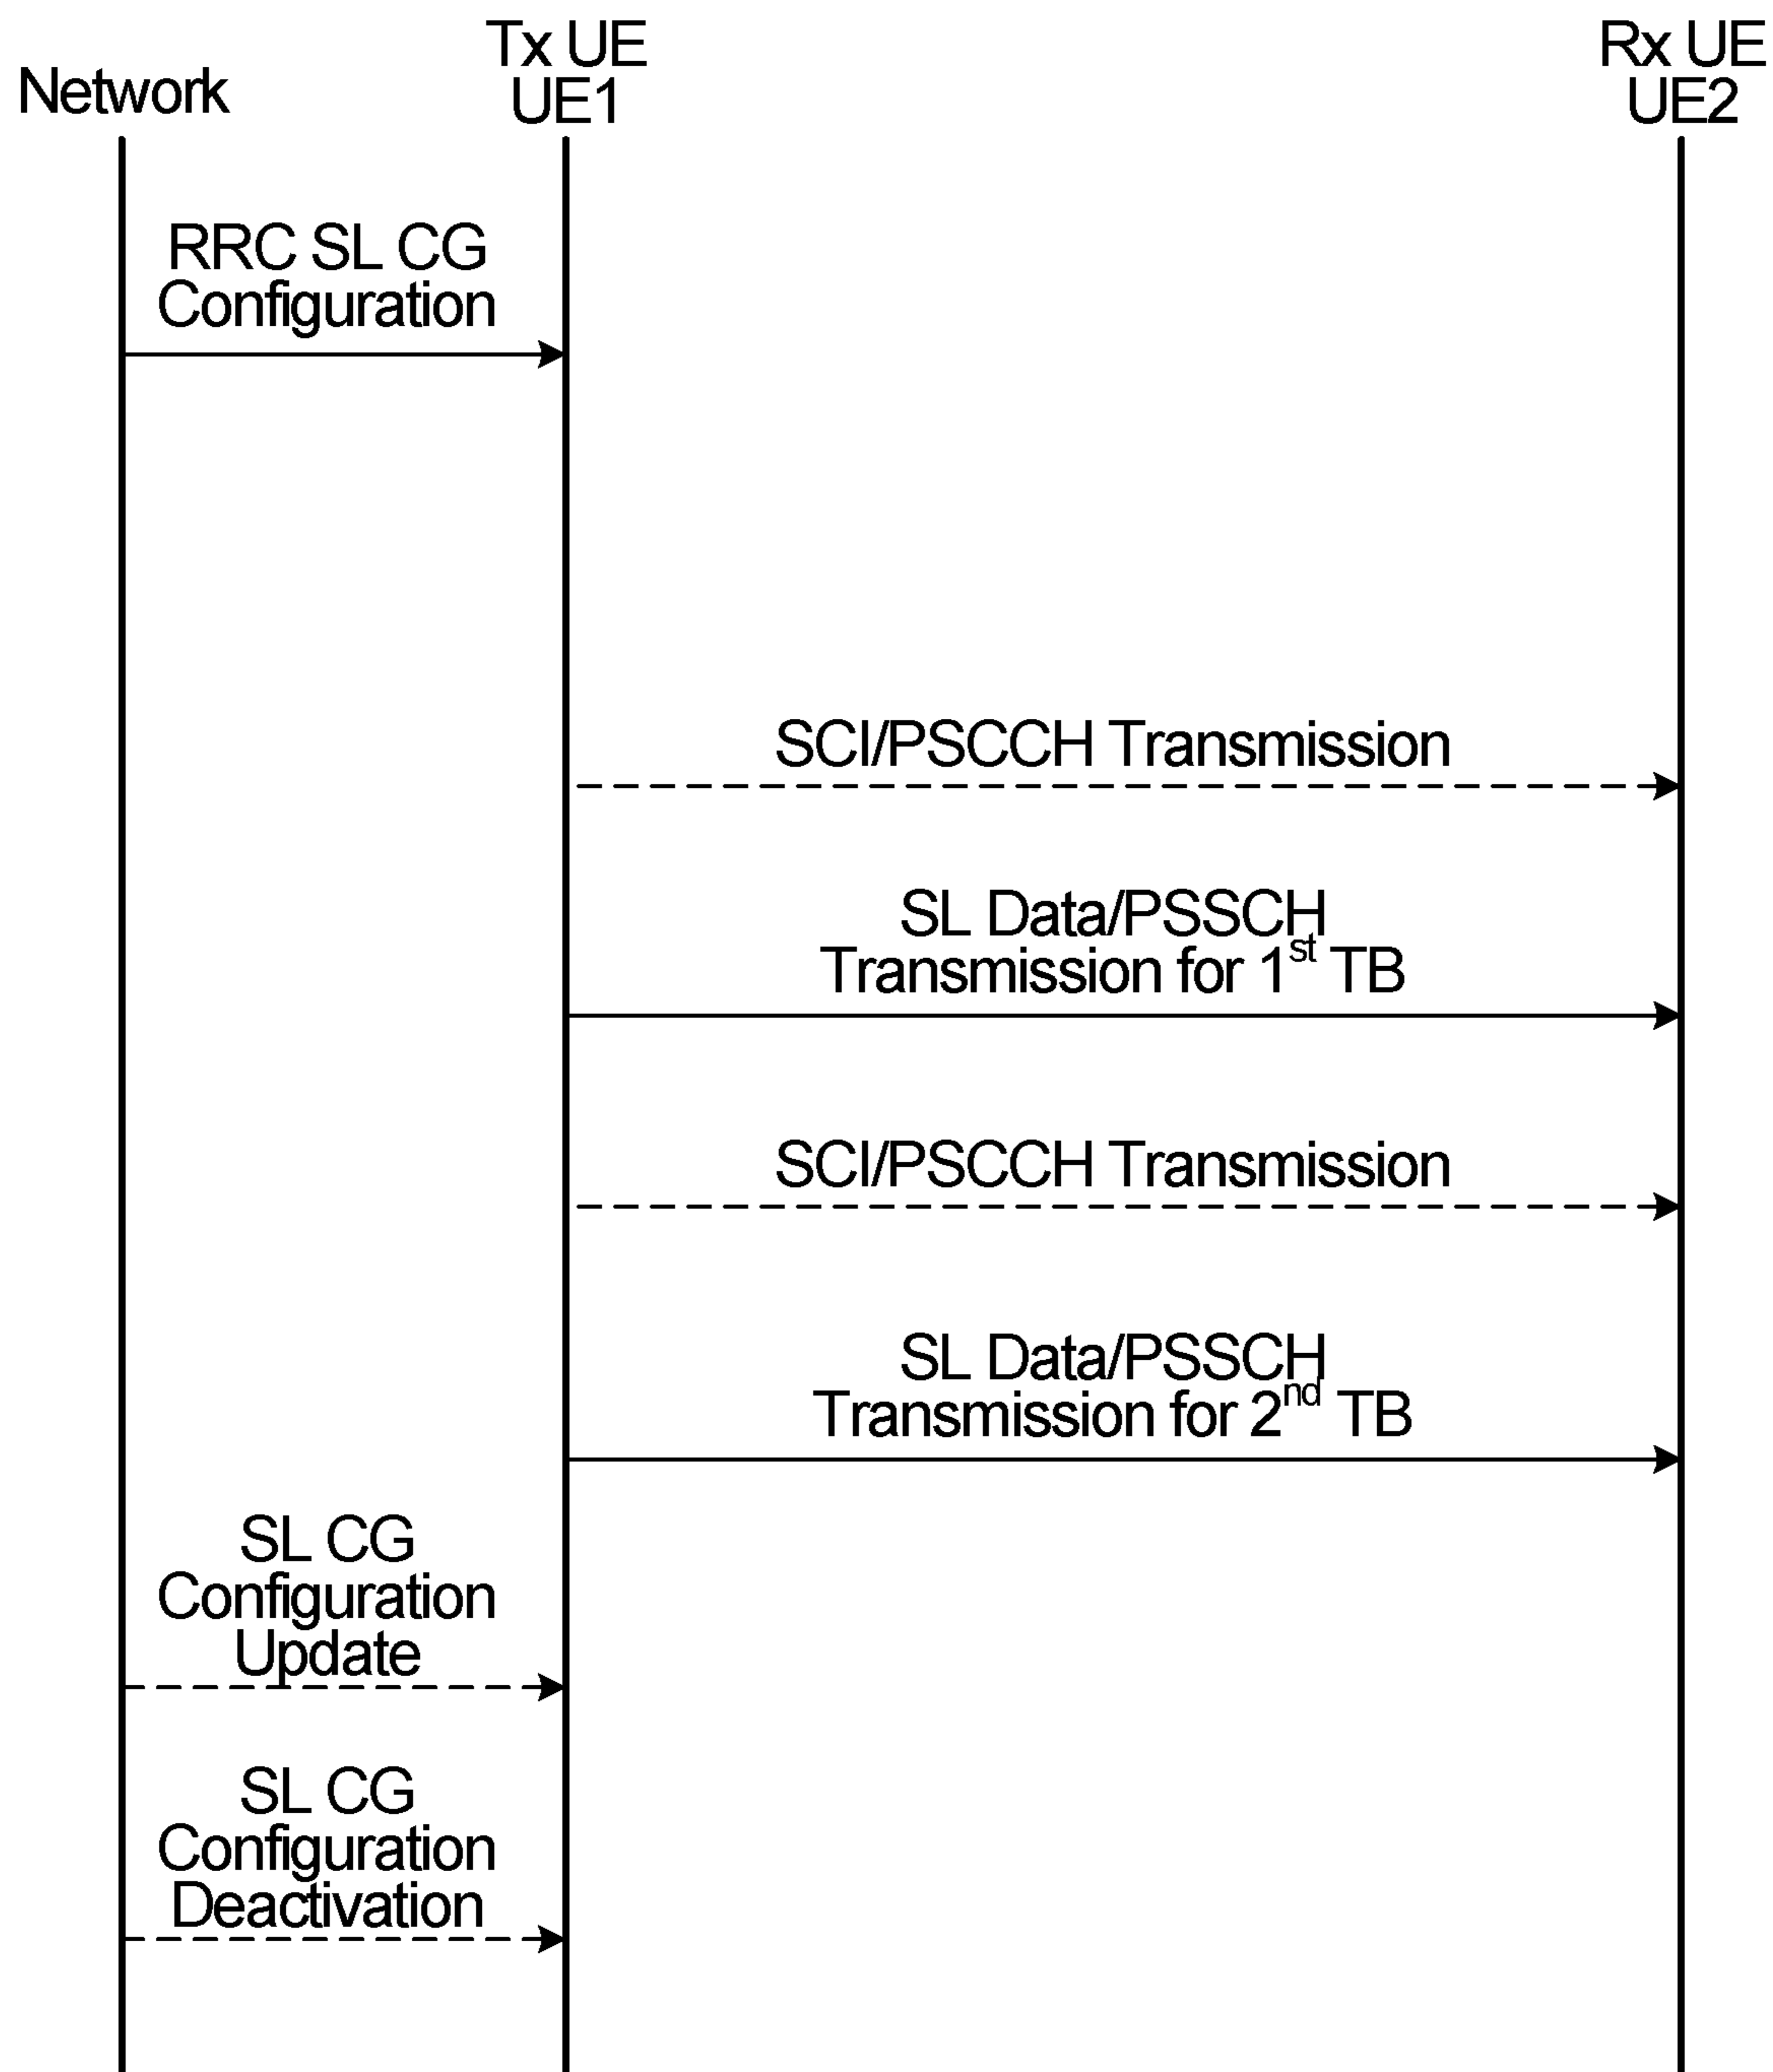 Network
Tx UE
UE1
Rx UE
UE2
RRC SL CG
Configuration
SCI/PSCCH Transmission
SL Data/PSSCH
Transmission for 1st TB
SCI/PSCCH Transmission
SL Data/PSSCH
Transmission for 2nd TB
SL CG
Configuration
Update
SL CG
Configuration
Deactivation